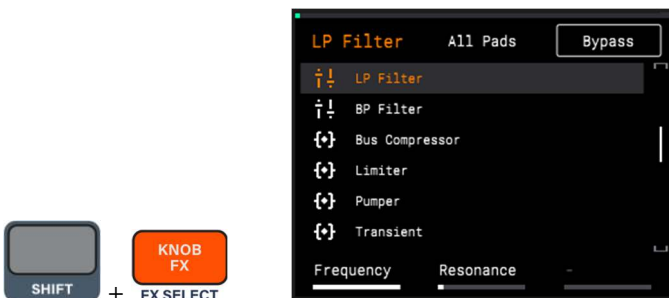 LP Filter All Pads Bypass
LP Filter
BP Filter
Bus Compressor
Limiter
Pumper
Transient
Frequency Resonance -
KNOB
FX
SHIFT + FX SELECT